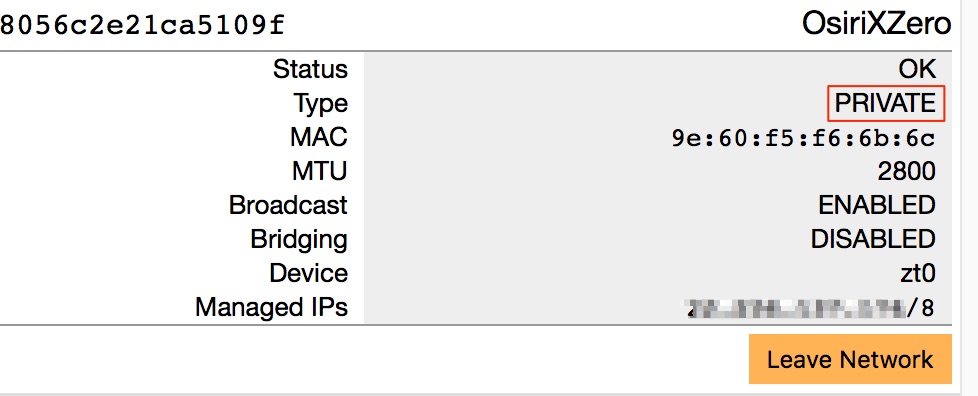 8056c2e21ca5109f OsiriXZero
Status OK
Type PRIVATE
MAC 9e:60:f5:f6:6b:6c
MTU 2800
Broadcast ENABLED
Bridging DISABLED
Device zt0
Managed IPs /8
Leave Network